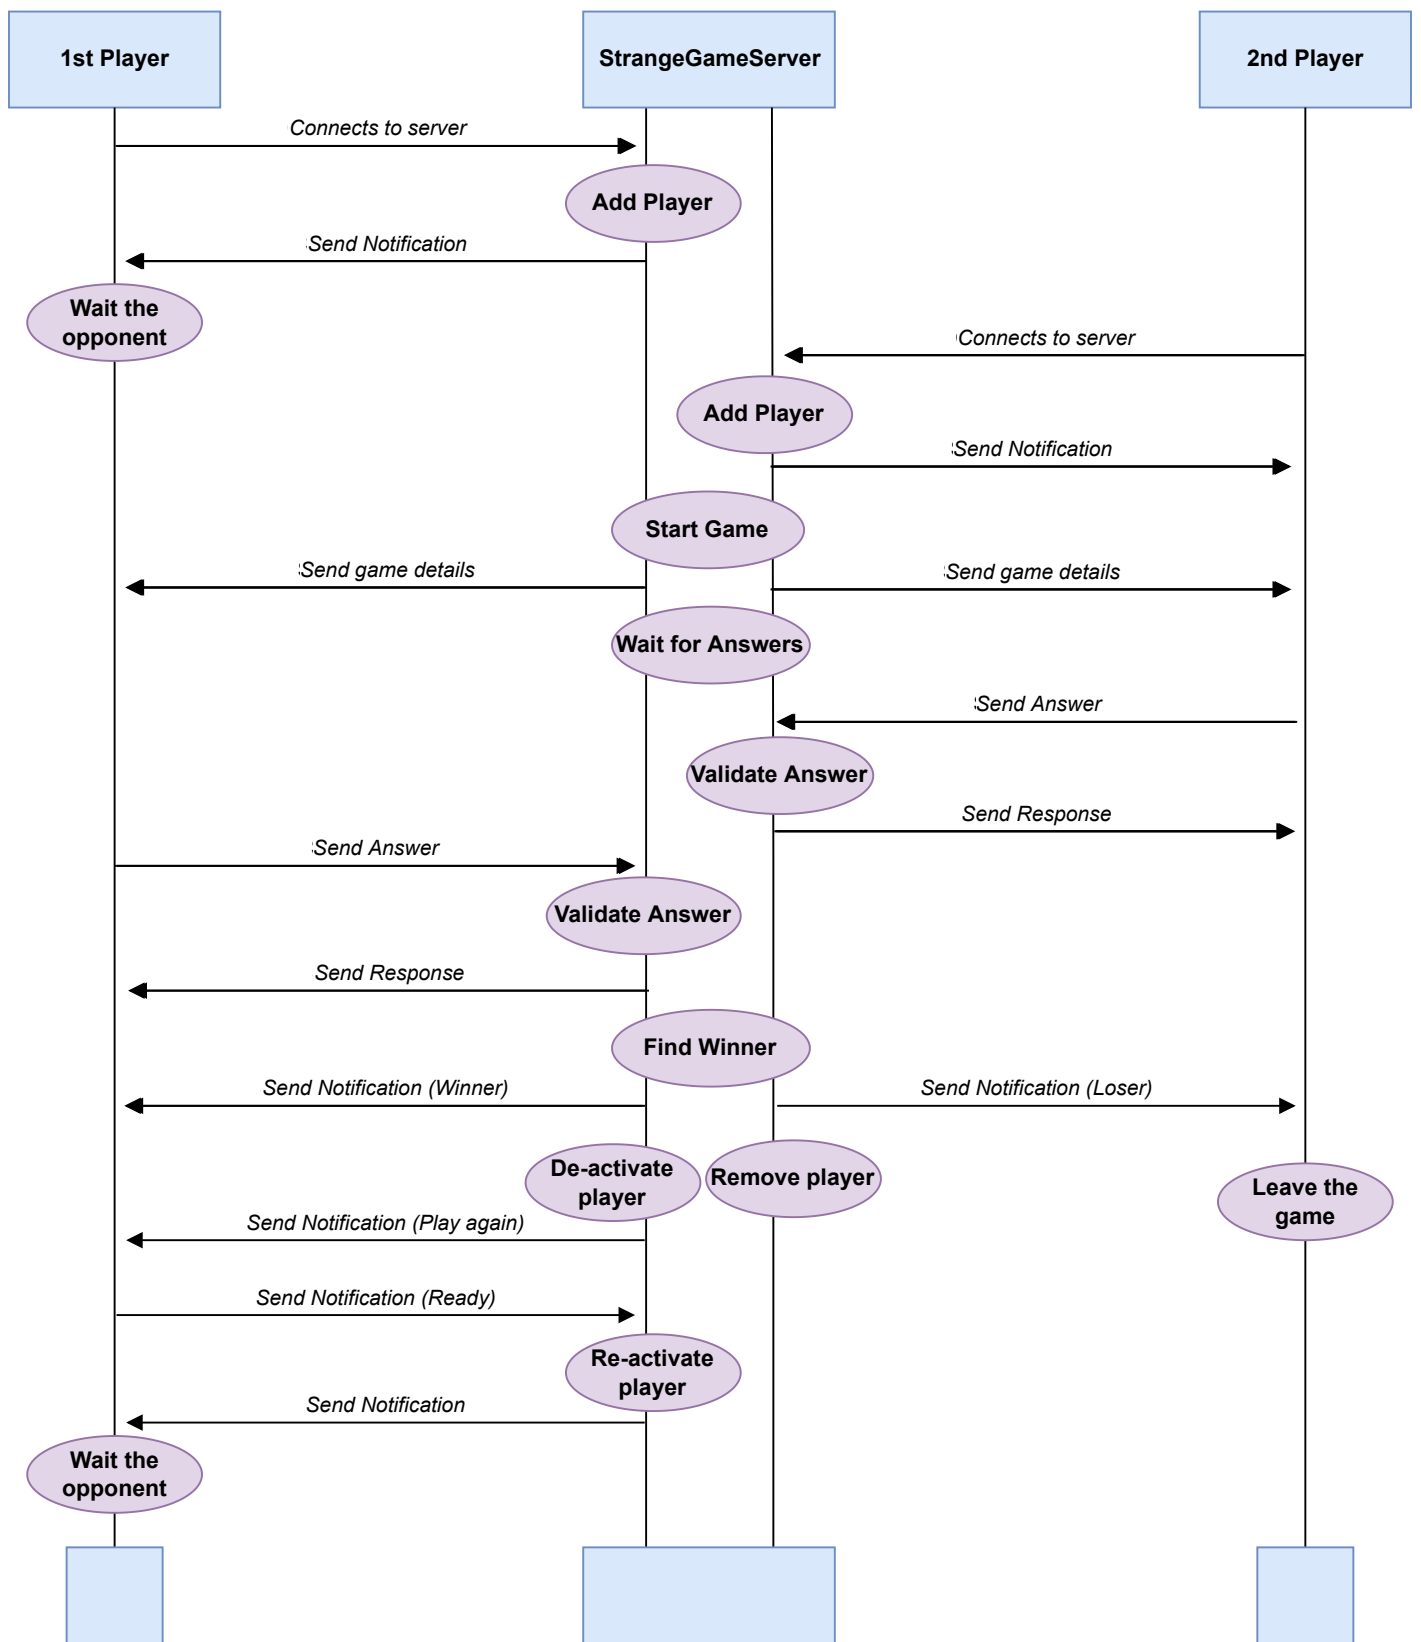 1st Player
StrangeGameServer
2nd Player
Connects to server
Add Player
Send Notification
Wait the
opponent
Connects to server
Add Player
Send Notification
Start Game
Send game details
Send game details
Wait for Answers
Send Answer
Validate Answer
Send Response
Send Answer
Validate Answer
Send Response
Find Winner
Send Notification (Winner)
Send Notification (Loser)
De-activate
player
Remove player
Leave the
game
Send Notification (Play again)
Send Notification (Ready)
Re-activate
player
Send Notification
Wait the
opponent